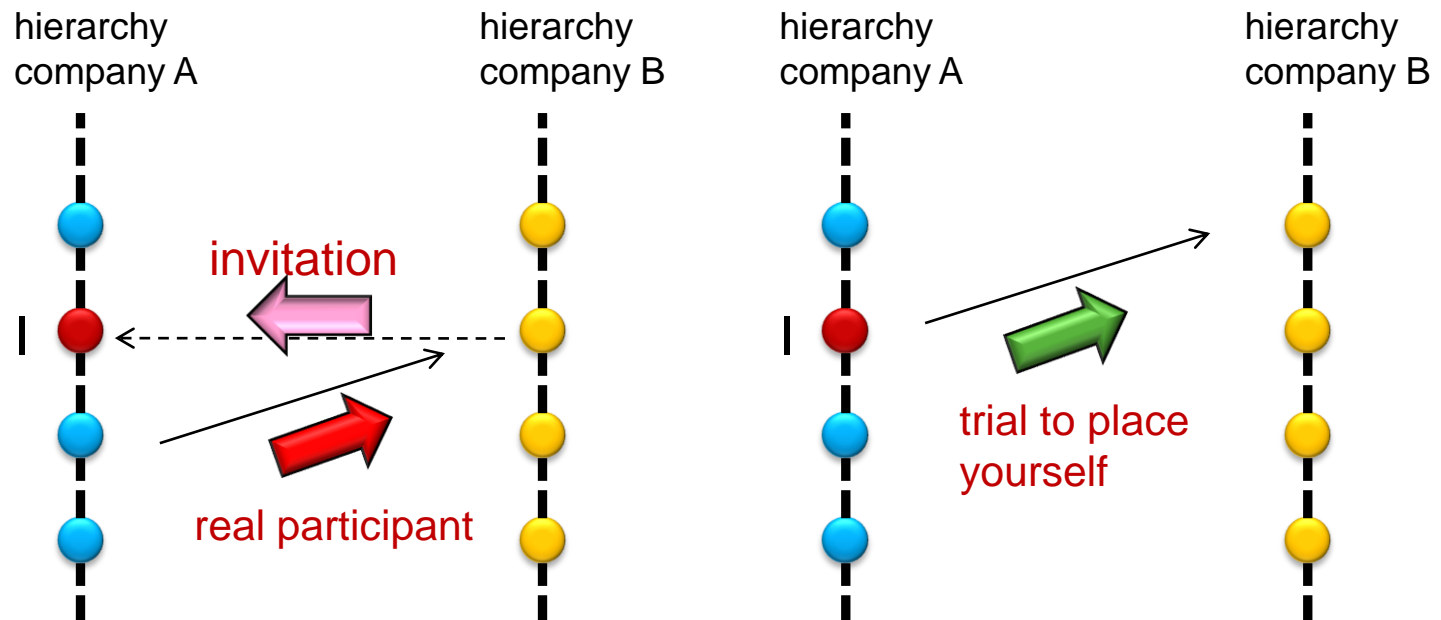 hierarchy
company A
hierarchy
company B
invitation
I
real participant
hierarchy
company A
hierarchy
company B
I
trial to place
yourself